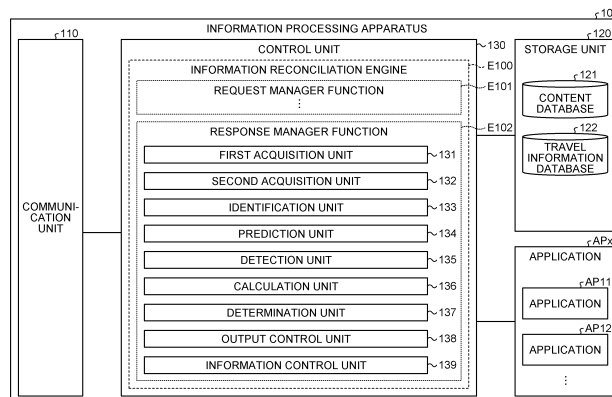 10
INFORMATION PROCESSING APPARATUS
110
COMMUNI-
CATION
UNIT
130
CONTROL UNIT
E100
INFORMATION RECONCILIATION ENGINE
E101
REQUEST MANAGER FUNCTION
⋮
E102
RESPONSE MANAGER FUNCTION
FIRST ACQUISITION UNIT 131
SECOND ACQUISITION UNIT 132
IDENTIFICATION UNIT 133
PREDICTION UNIT 134
DETECTION UNIT 135
CALCULATION UNIT 136
DETERMINATION UNIT 137
OUTPUT CONTROL UNIT 138
INFORMATION CONTROL UNIT 139
120
STORAGE UNIT
121
CONTENT
DATABASE
122
TRAVEL
INFORMATION
DATABASE
APx
APPLICATION
AP11
APPLICATION
AP12
APPLICATION
⋮